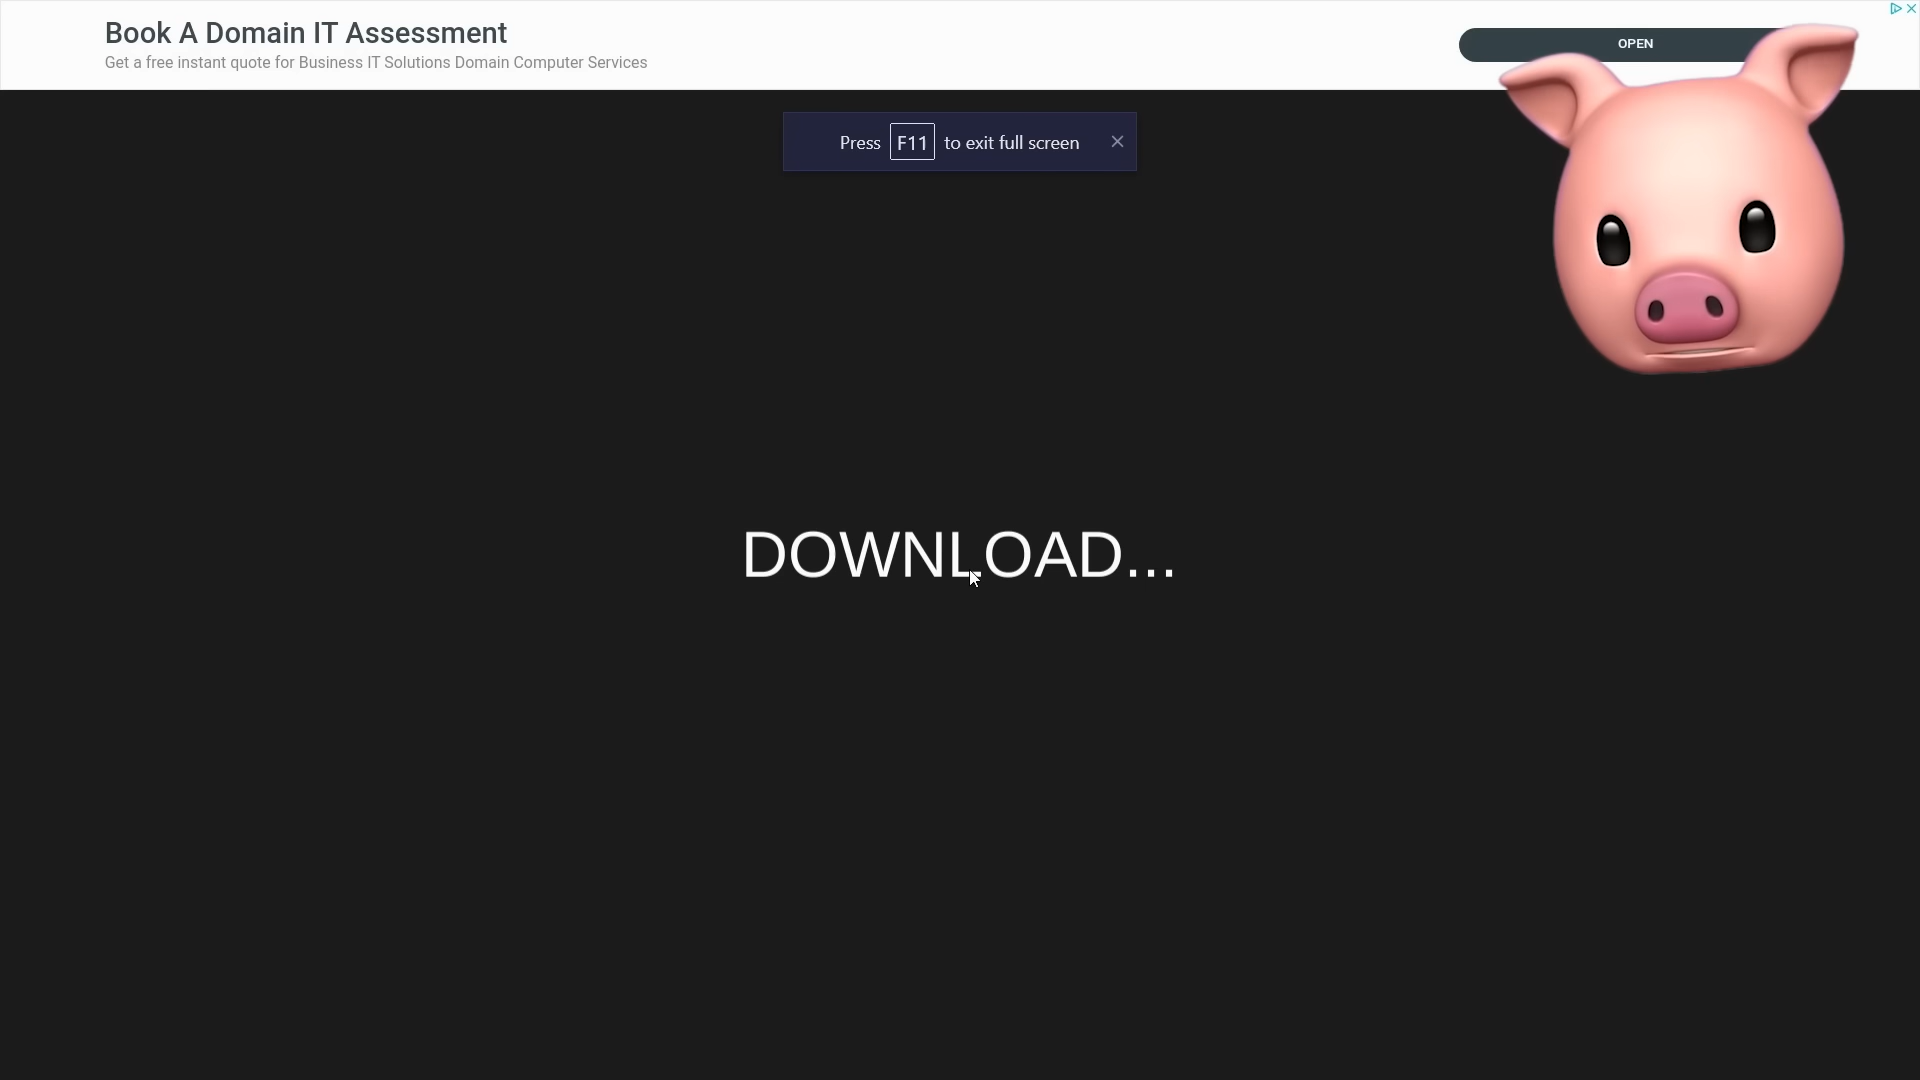 Book A Domain IT Assessment
Get a free instant quote for Business IT Solutions Domain Computer Services
OPEN
Press F11 to exit full screen
DOWNLOAD...